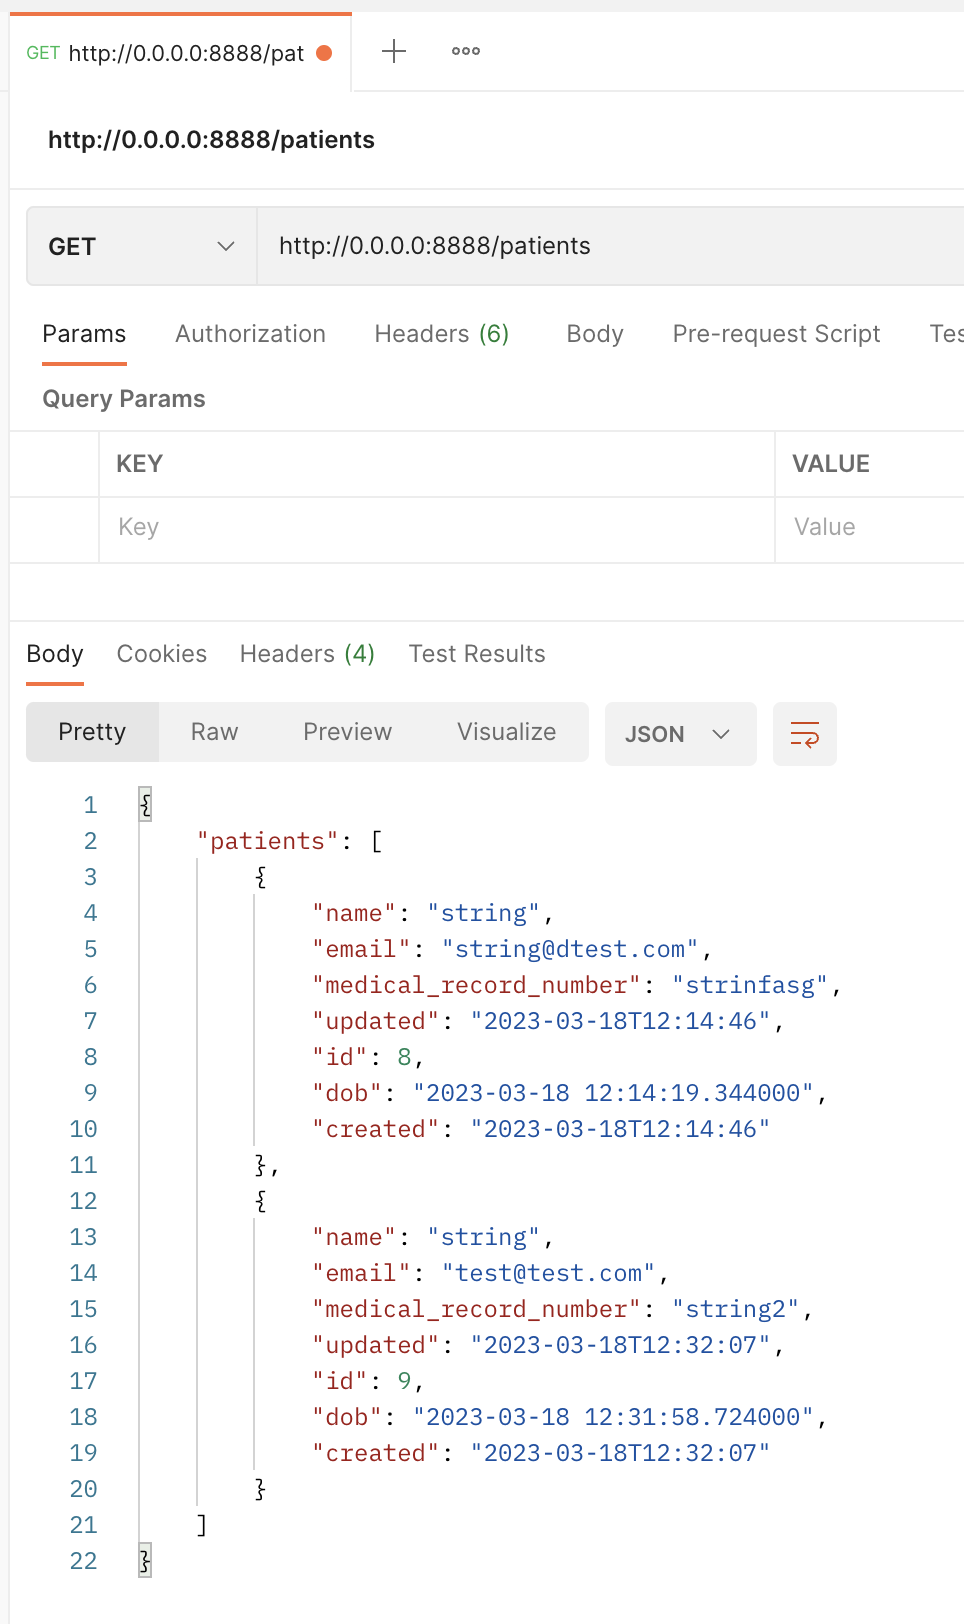 GET http://0.0.0.0:8888/pat
http://0.0.0.0:8888/patients
GET http://0.0.0.0:8888/patients
Params Authorization Headers (6) Body Pre-request Script Tes
Query Params
KEY VALUE
Key Value
Body Cookies Headers (4) Test Results
Pretty Raw Preview Visualize JSON
1 {
2 "patients": [
3 {
4 "name": "string",
5 "email": "string@dtest.com",
6 "medical_record_number": "strinfasg",
7 "updated": "2023-03-18T12:14:46",
8 "id": 8,
9 "dob": "2023-03-18 12:14:19.344000",
10 "created": "2023-03-18T12:14:46"
11 },
12 {
13 "name": "string",
14 "email": "test@test.com",
15 "medical_record_number": "string2",
16 "updated": "2023-03-18T12:32:07",
17 "id": 9,
18 "dob": "2023-03-18 12:31:58.724000",
19 "created": "2023-03-18T12:32:07"
20 }
21 ]
22 }